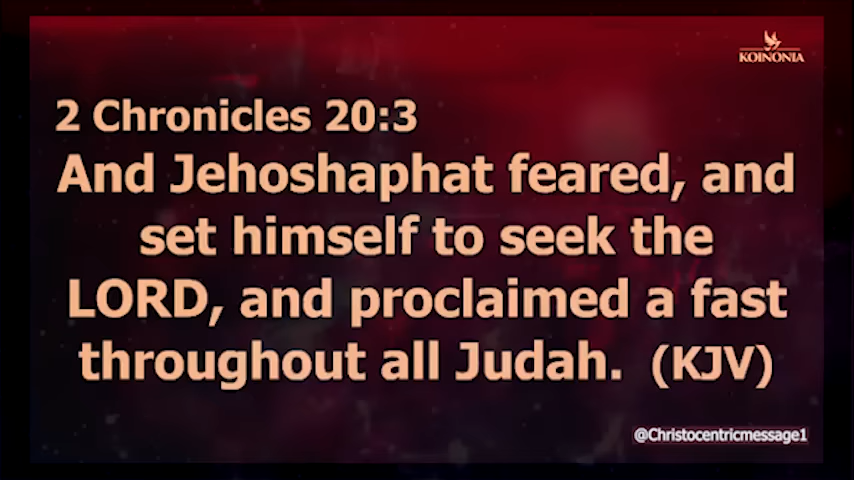 KOINONIA
2 Chronicles 20:3
And Jehoshaphat feared, and
set himself to seek the
LORD, and proclaimed a fast
throughout all Judah. (KJV)
@Christocentricmessage1